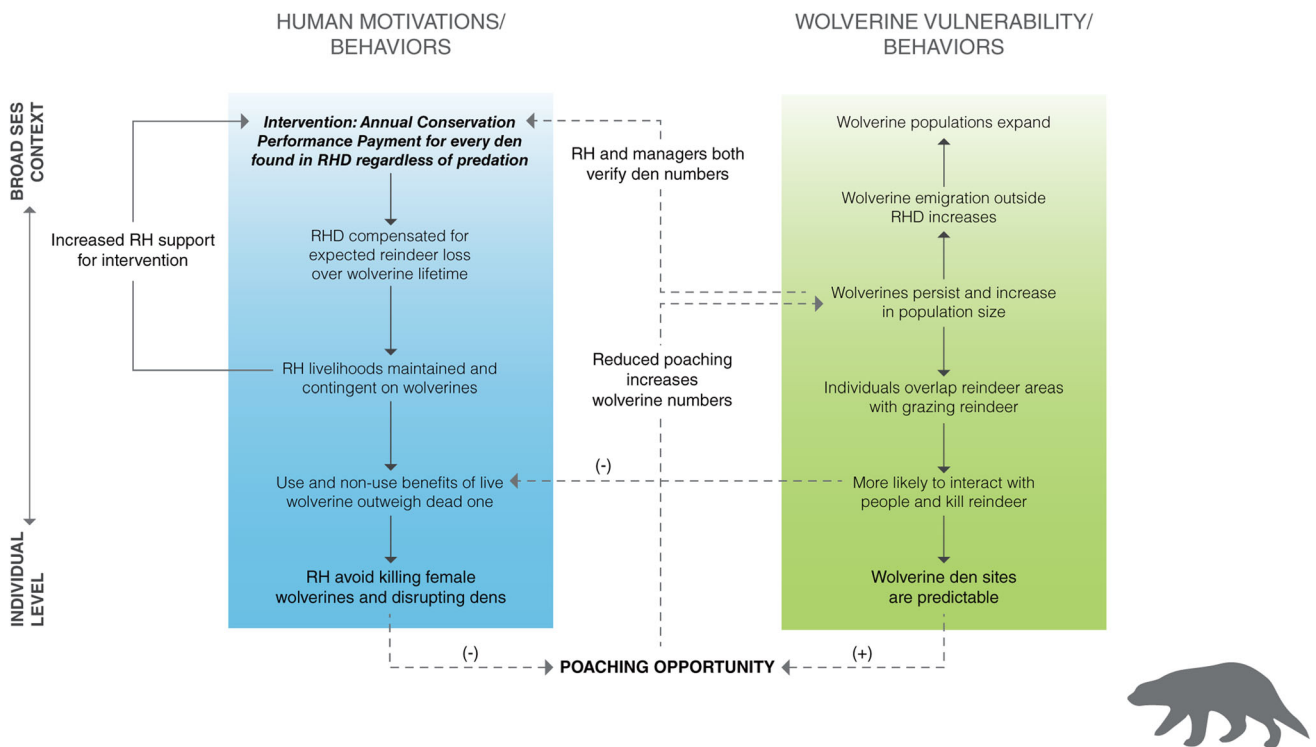 HUMAN MOTIVATIONS/
BEHAVIORS
WOLVERINE VULNERABILITY/
BEHAVIORS
BROAD SES
CONTEXT
INDIVIDUAL
LEVEL
Increased RH support
for intervention
Intervention: Annual Conservation
Performance Payment for every den
found in RHD regardless of predation
RHD compensated for
expected reindeer loss
over wolverine lifetime
RH livelihoods maintained and
contingent on wolverines
Use and non-use benefits of live
wolverine outweigh dead one
RH avoid killing female
wolverines and disrupting dens
RH and managers both
verify den numbers
Reduced poaching
increases
wolverine numbers
(-)
Wolverine populations expand
Wolverine emigration outside
RHD increases
Wolverines persist and increase
in population size
Individuals overlap reindeer areas
with grazing reindeer
More likely to interact with
people and kill reindeer
Wolverine den sites
are predictable
(-)
POACHING OPPORTUNITY
(+)